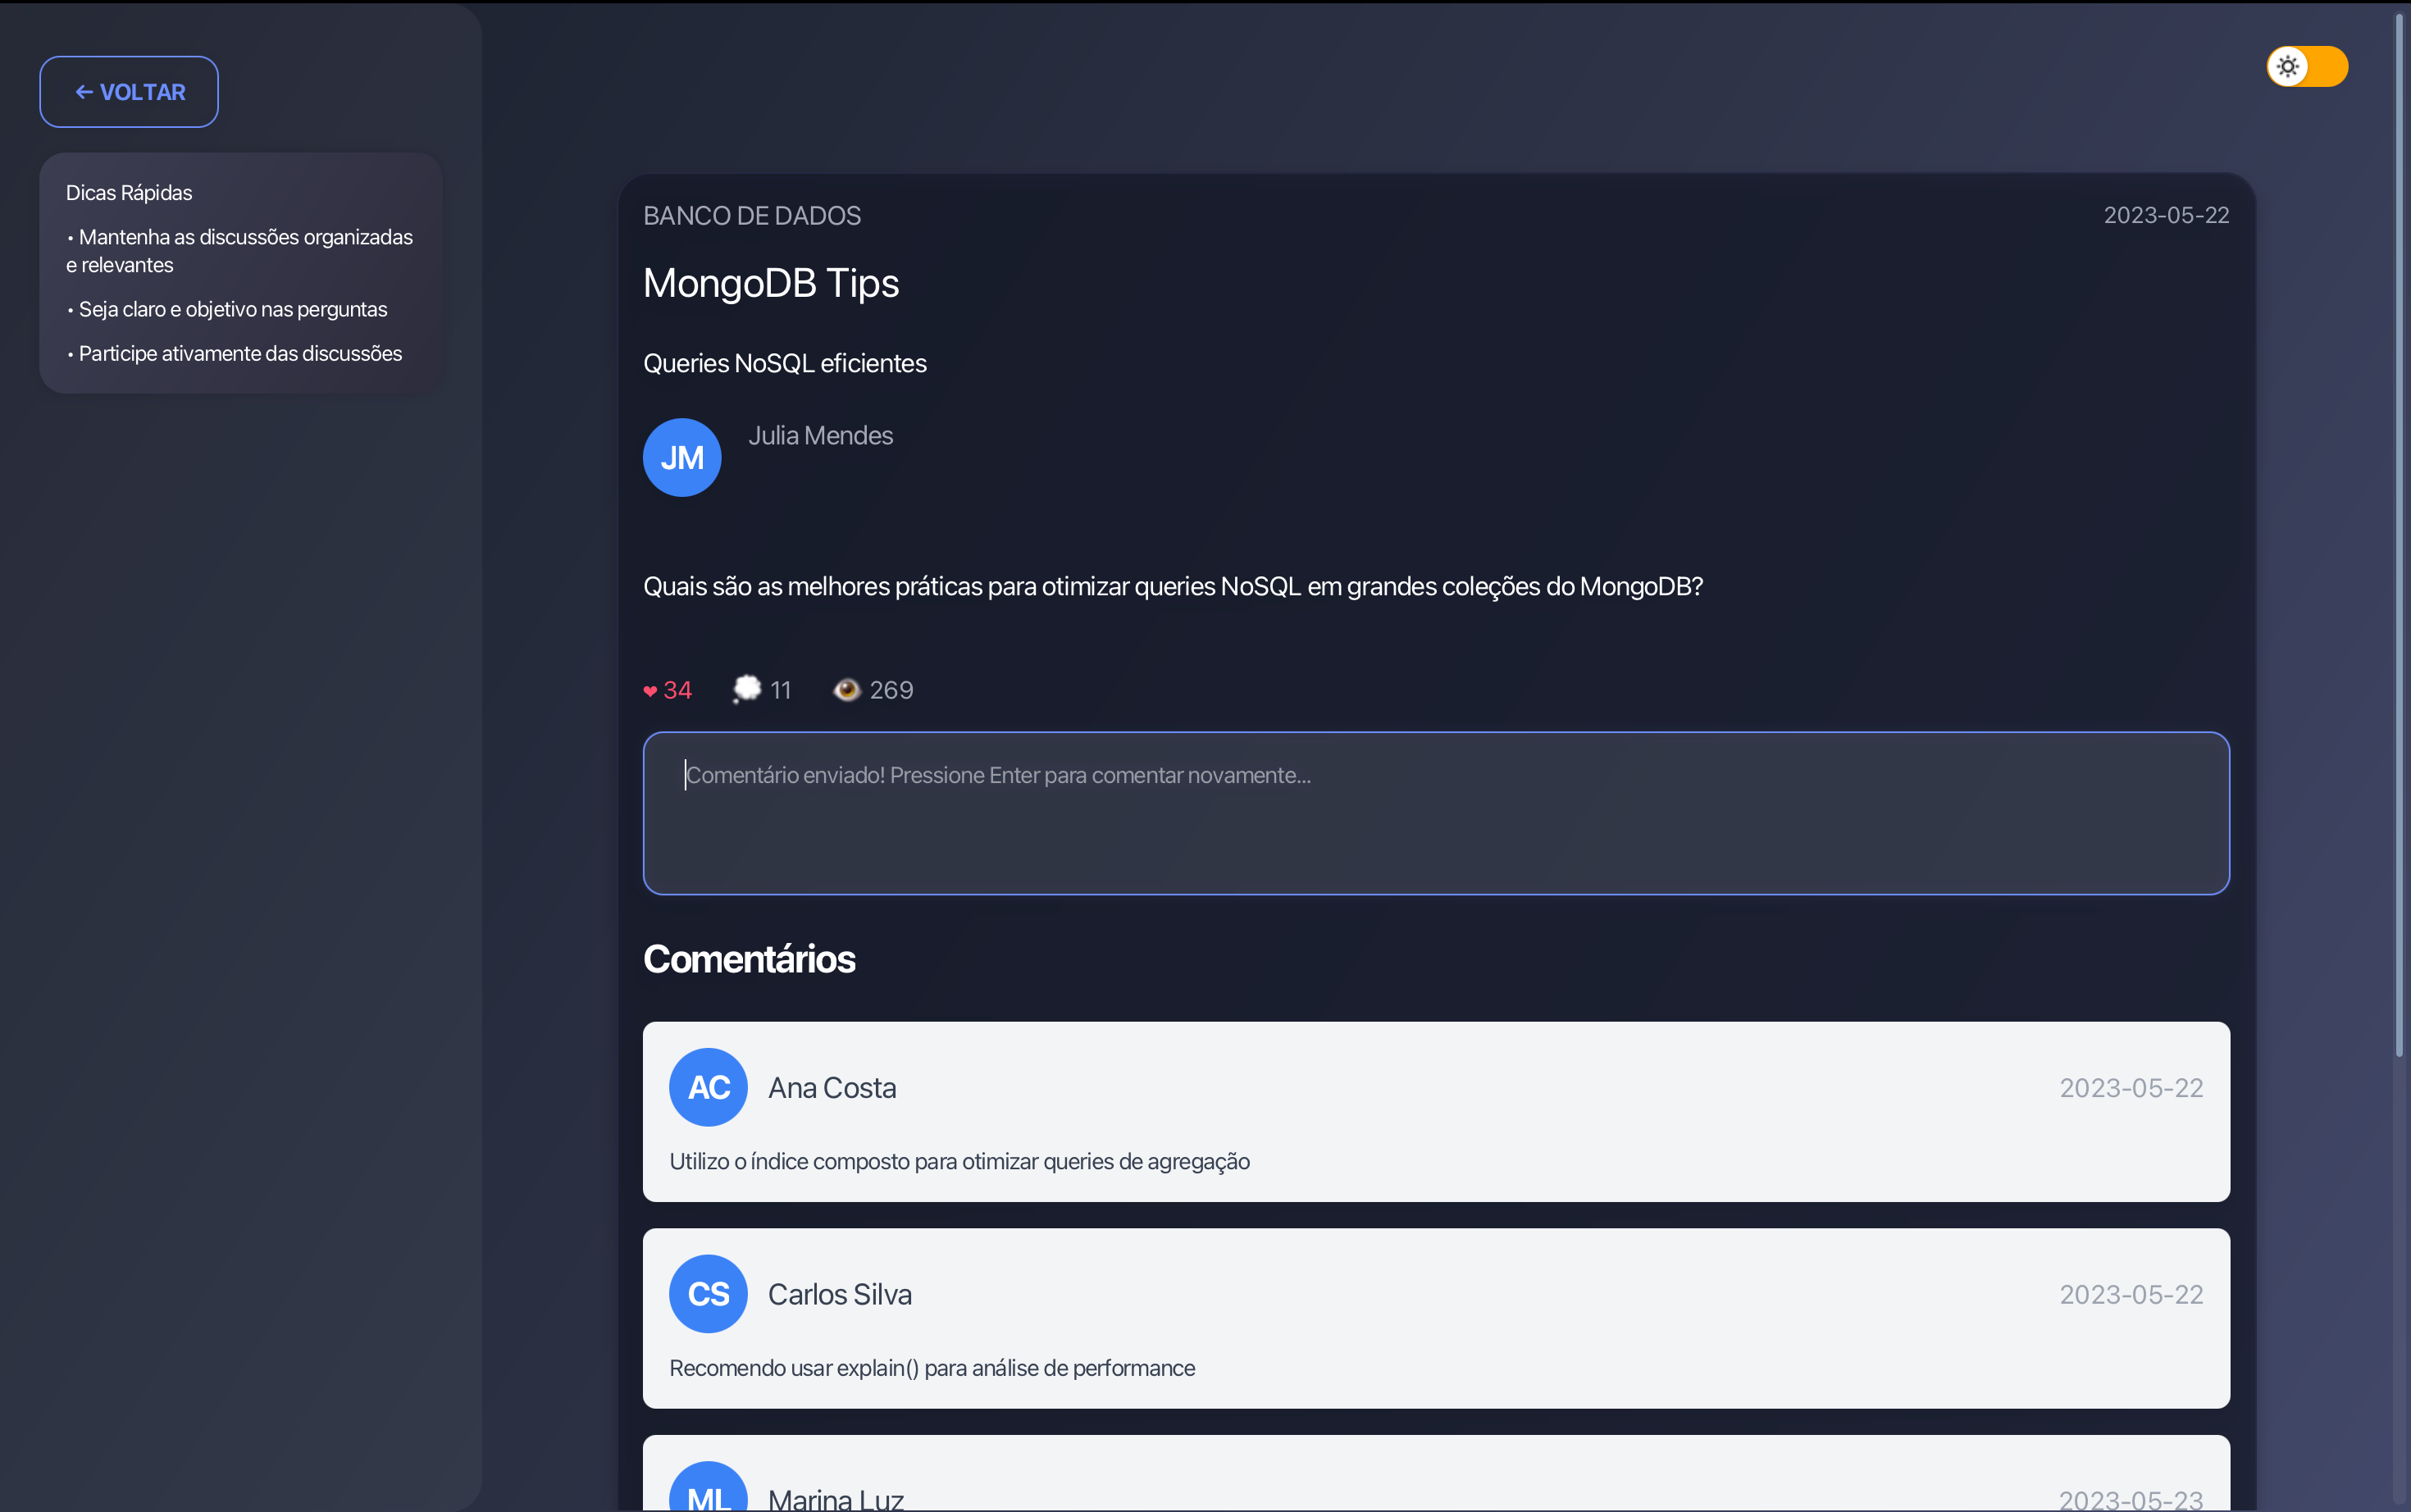 ← VOLTAR
Dicas Rápidas
• Mantenha as discussões organizadas
e relevantes
• Seja claro e objetivo nas perguntas
• Participe ativamente das discussões
BANCO DE DADOS
2023-05-22
MongoDB Tips
Queries NoSQL eficientes
JM
Julia Mendes
Quais são as melhores práticas para otimizar queries NoSQL em grandes coleções do MongoDB?
❤ 34 💭 11 👁️ 269
Comentário enviado! Pressione Enter para comentar novamente...
Comentários
AC
Ana Costa
2023-05-22
Utilizo o índice composto para otimizar queries de agregação
CS
Carlos Silva
2023-05-22
Recomendo usar explain() para análise de performance
ML
Marina Luz
2023-05-23